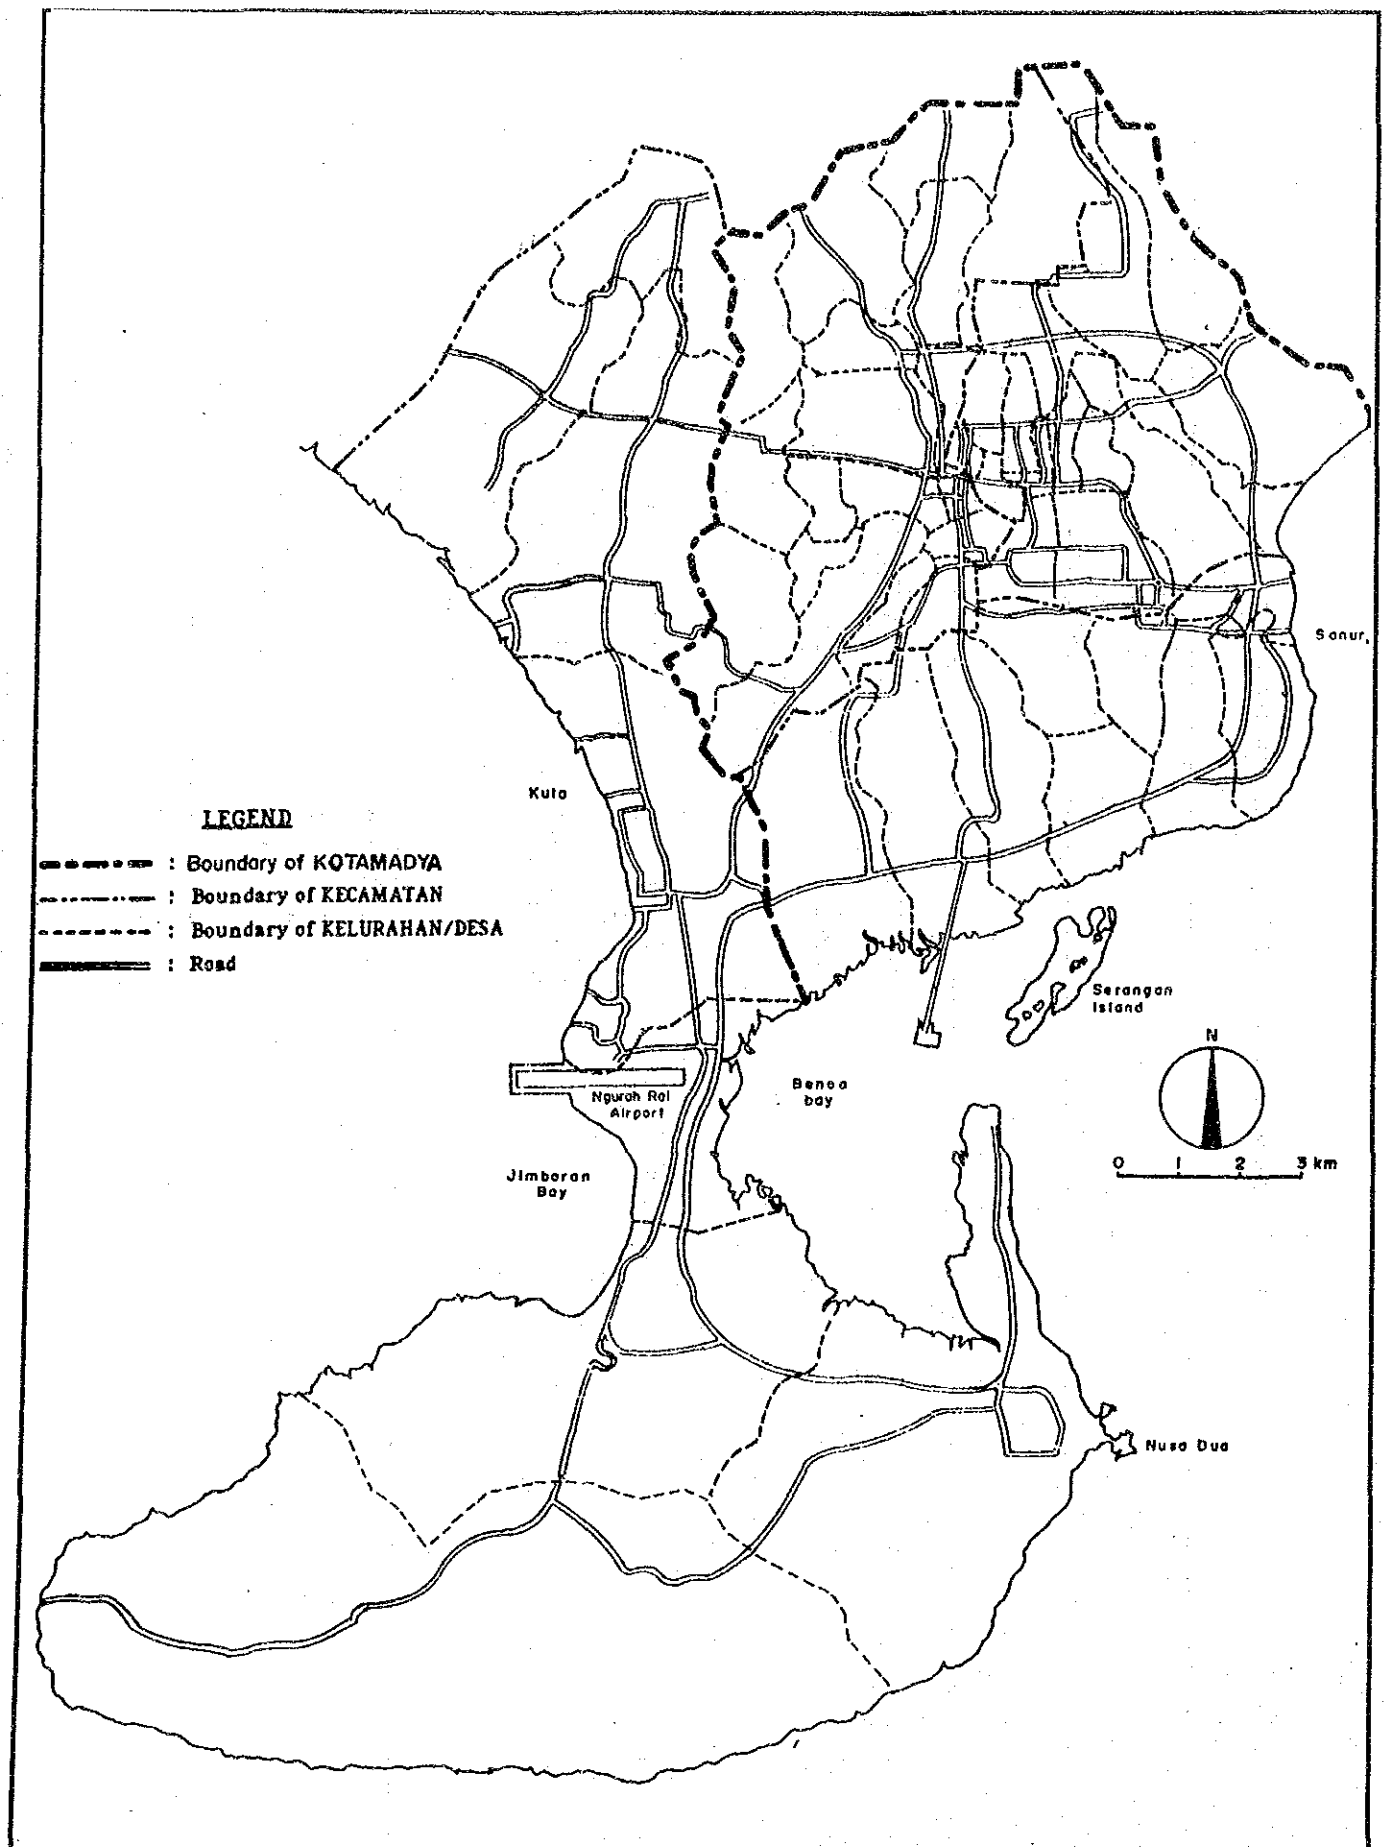 Sanur,
Kuta
LEGEND
: Boundary of KOTAMADYA
: Boundary of KECAMATAN
: Boundary of KELURAHAN/DESA
: Road
Serangan
Island
N
Ngurah Rai
Airport
Benoa
bay
0 1 2 3 km
Jimbaran
Bay
Nusa Dua